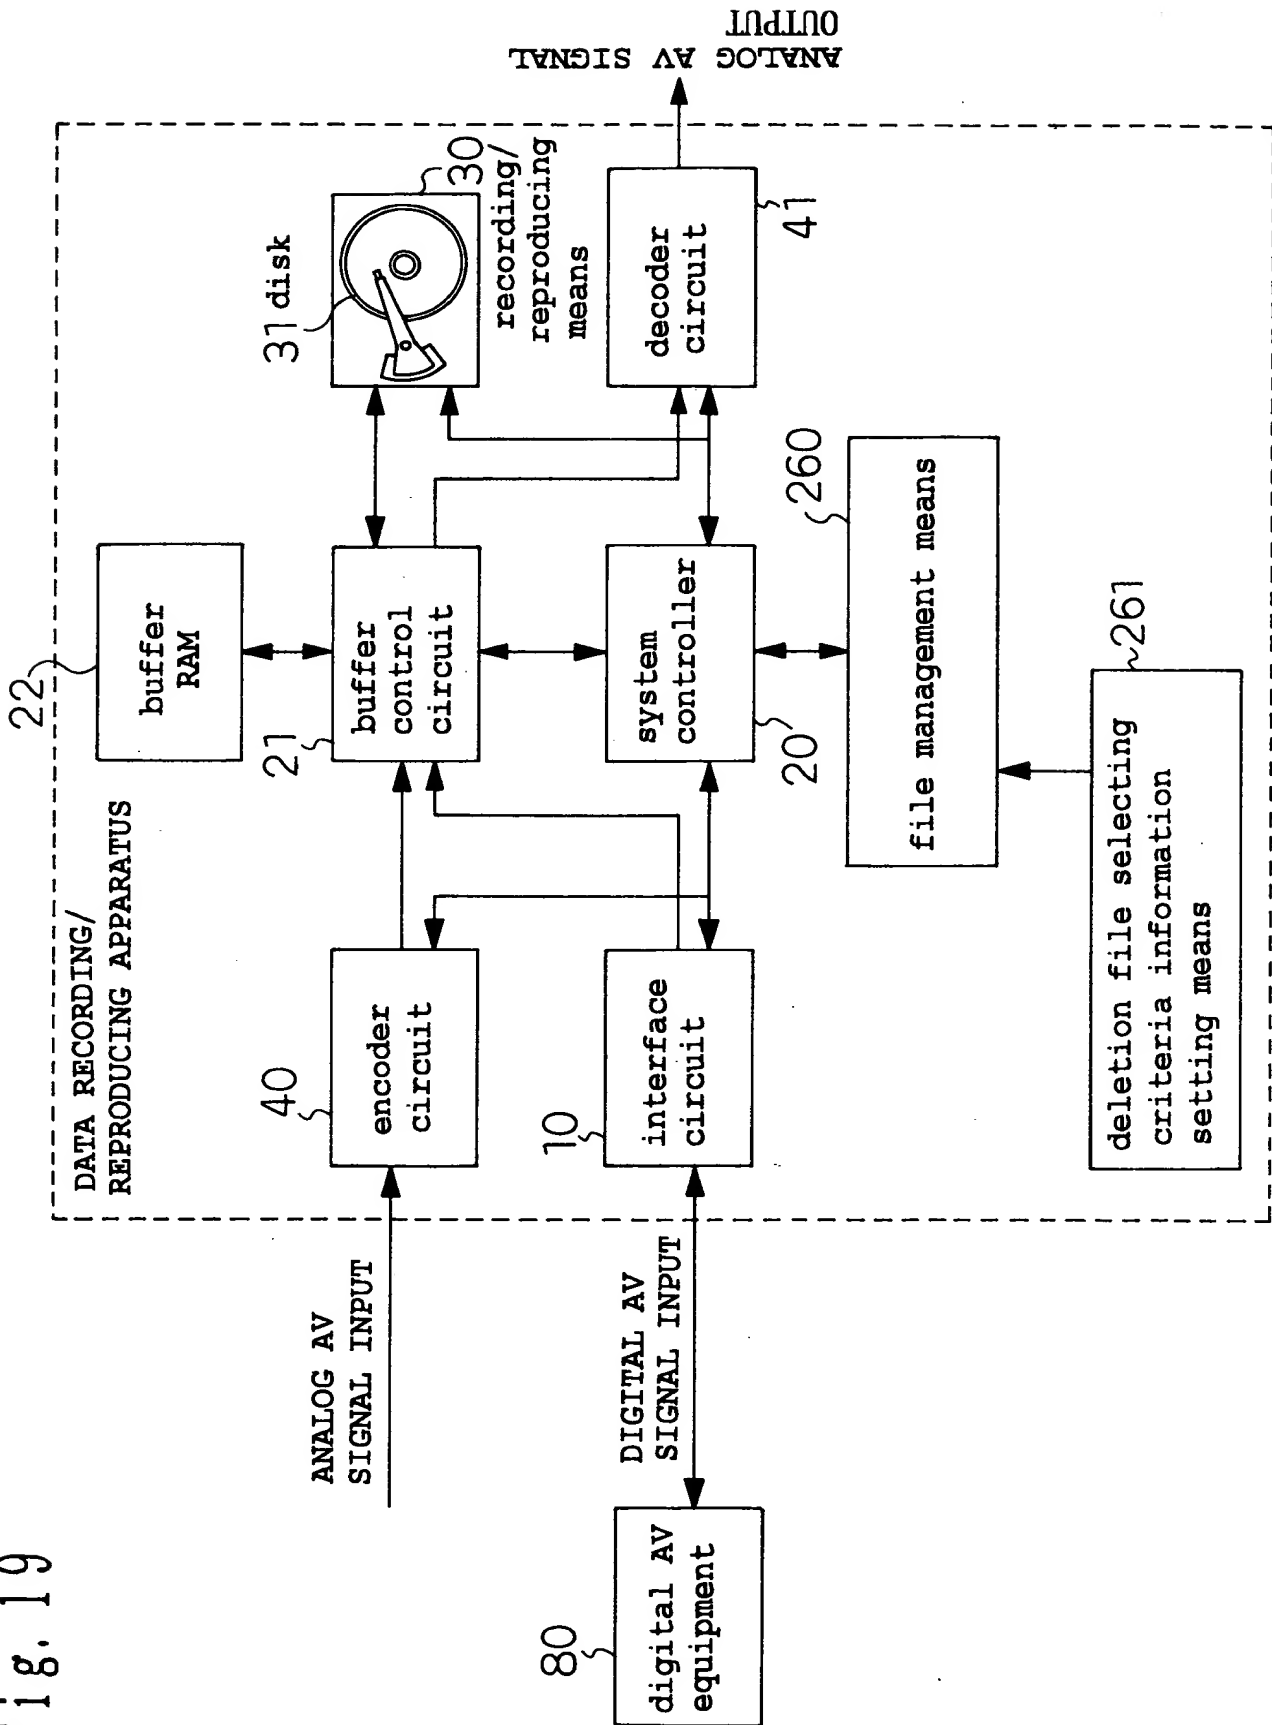 Fig. 19
DATA RECORDING/
REPRODUCING APPARATUS
22
buffer
RAM
ANALOG AV
SIGNAL INPUT
40
encoder
circuit
21
buffer
control
circuit
31 disk
30
recording/
reproducing
means
80
digital AV
equipment
DIGITAL AV
SIGNAL INPUT
10
interface
circuit
20
system
controller
decoder
circuit
41
ANALOG AV SIGNAL
OUTPUT
260
file management means
261
deletion file selecting
criteria information
setting means